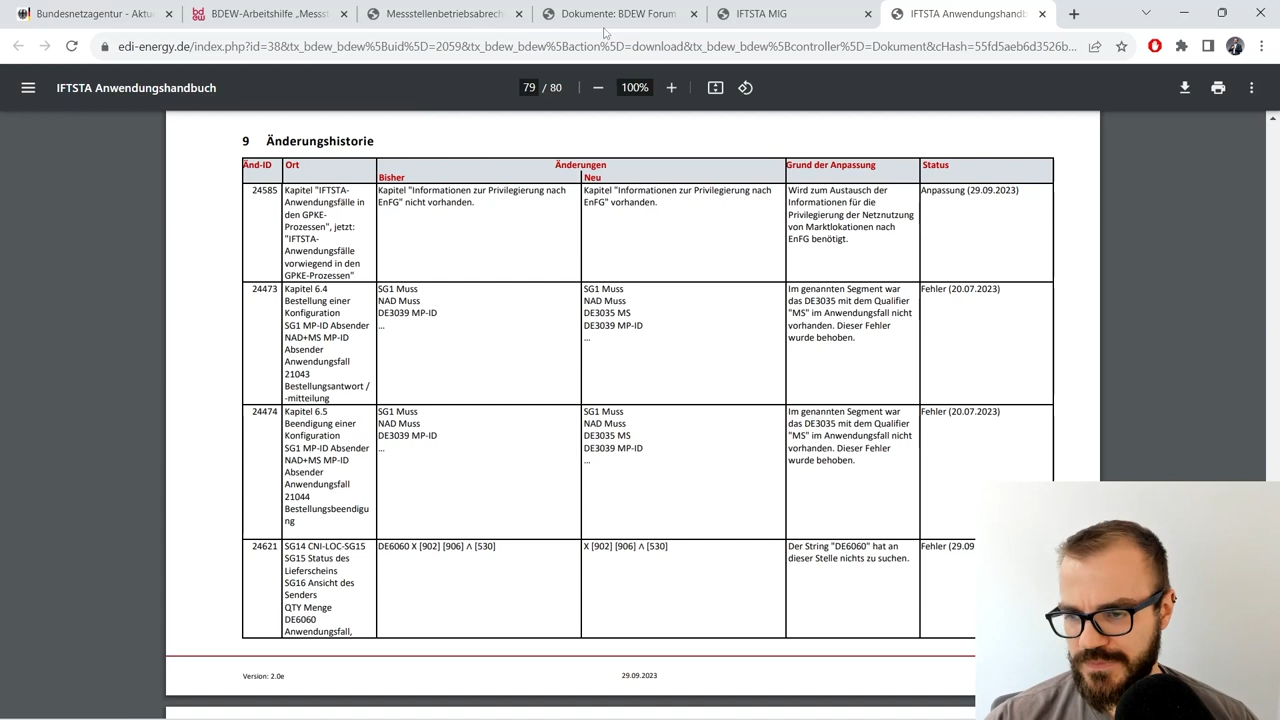 Bundesnetzagentur - Aktu
bdew
BDEW-Arbeitshilfe „Messst
Messstellenbetriebsabrech
Dokumente: BDEW Forum
IFTSTA MIG
IFTSTA Anwendungshandb
edi-energy.de/index.php?id=38&tx_bdew_bdew%5Buid%5D=2095&tx_bdew_bdew%5Baction%5D=download&tx_bdew_bdew%5Bcontroller%5D=Dokument&cHash=55fd5aeb6d3526b...
IFTSTA Anwendungshandbuch
79 / 80
100%
9 Änderungshistorie
Änd-ID
Ort
Änderungen
Bisher
Neu
Grund der Anpassung
Status
24585
Kapitel "IFTSTA-
Anwendungsfälle in
den GPKE-
Prozessen", jetzt:
"IFTSTA-
Anwendungsfälle
vorwiegend in den
GPKE-Prozessen"
Kapitel "Informationen zur Privilegierung nach
EnFG" nicht vorhanden.
Kapitel "Informationen zur Privilegierung nach
EnFG" vorhanden.
Wird zum Austausch der
Informationen für die
Privilegierung der Netznutzung
von Marktlokationen nach
EnFG benötigt.
Anpassung (29.09.2023)
24473
Kapitel 6.4
Bestellung einer
Konfiguration
SG1 MP-ID Absender
NAD+MS MP-ID
Absender
Anwendungsfall
21043
Bestellungsantwort /
-mitteilung
SG1 Muss
NAD Muss
DE3039 MP-ID
...
SG1 Muss
NAD Muss
DE3035 MS
DE3039 MP-ID
...
Im genannten Segment war
das DE3035 mit dem Qualifier
"MS" im Anwendungsfall nicht
vorhanden. Dieser Fehler
wurde behoben.
Fehler (20.07.2023)
24474
Kapitel 6.5
Beendigung einer
Konfiguration
SG1 MP-ID Absender
NAD+MS MP-ID
Absender
Anwendungsfall
21044
Bestellungsbeendigu
ng
SG1 Muss
NAD Muss
DE3039 MP-ID
...
SG1 Muss
NAD Muss
DE3035 MS
DE3039 MP-ID
...
Im genannten Segment war
das DE3035 mit dem Qualifier
"MS" im Anwendungsfall nicht
vorhanden. Dieser Fehler
wurde behoben.
Fehler (20.07.2023)
24621
SG14 CNI-LOC-SG15
SG15 Status des
Lieferscheins
SG16 Ansicht des
Senders
QTY Menge
DE6060
Anwendungsfall,
DE6060 X [902] [906] ∧ [530]
X [902] [906] ∧ [530]
Der String "DE6060" hat an
dieser Stelle nichts zu suchen.
Fehler (29.09
Version: 2.0e
29.09.2023